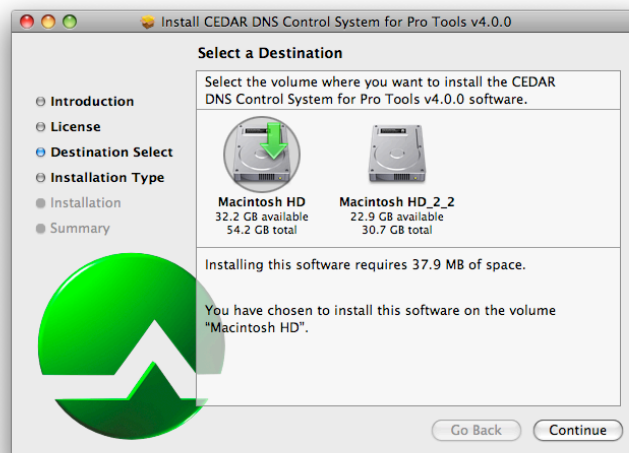 Install CEDAR DNS Control System for Pro Tools v4.0.0
Select a Destination
Introduction
License
Destination Select
Installation Type
Installation
Summary
Select the volume where you want to install the CEDAR
DNS Control System for Pro Tools v4.0.0 software.
Macintosh HD
32.2 GB available
54.2 GB total
Macintosh HD_2_2
22.9 GB available
30.7 GB total
Installing this software requires 37.9 MB of space.
You have chosen to install this software on the volume
“Macintosh HD”.
Go Back
Continue